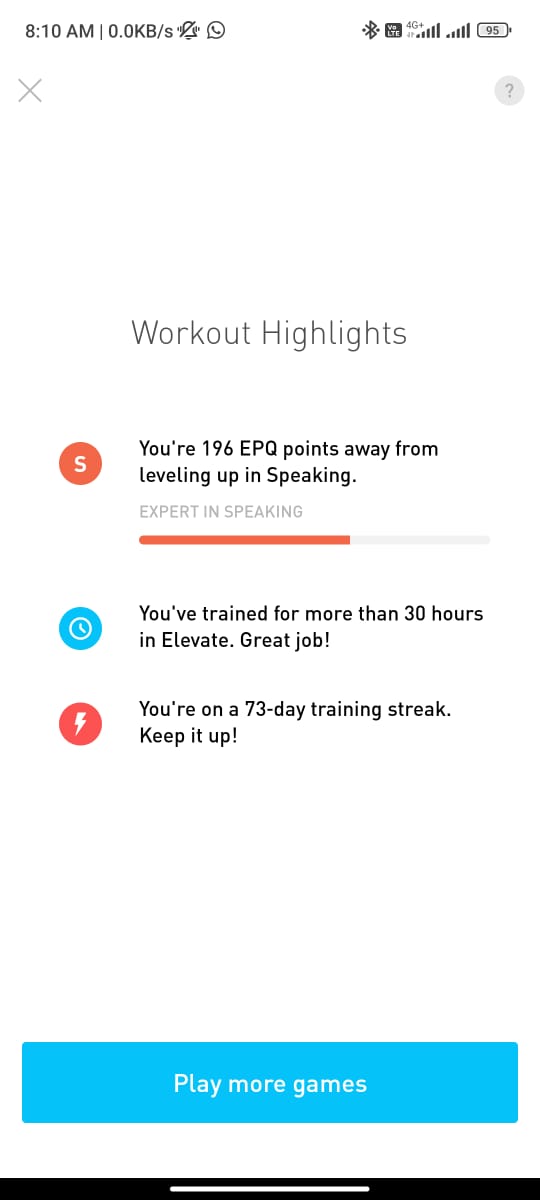 8:10 AM | 0.0KB/s
Vo LTE 4G+ 95
?
Workout Highlights
S
You're 196 EPQ points away from
leveling up in Speaking.
EXPERT IN SPEAKING
You've trained for more than 30 hours
in Elevate. Great job!
You're on a 73-day training streak.
Keep it up!
Play more games